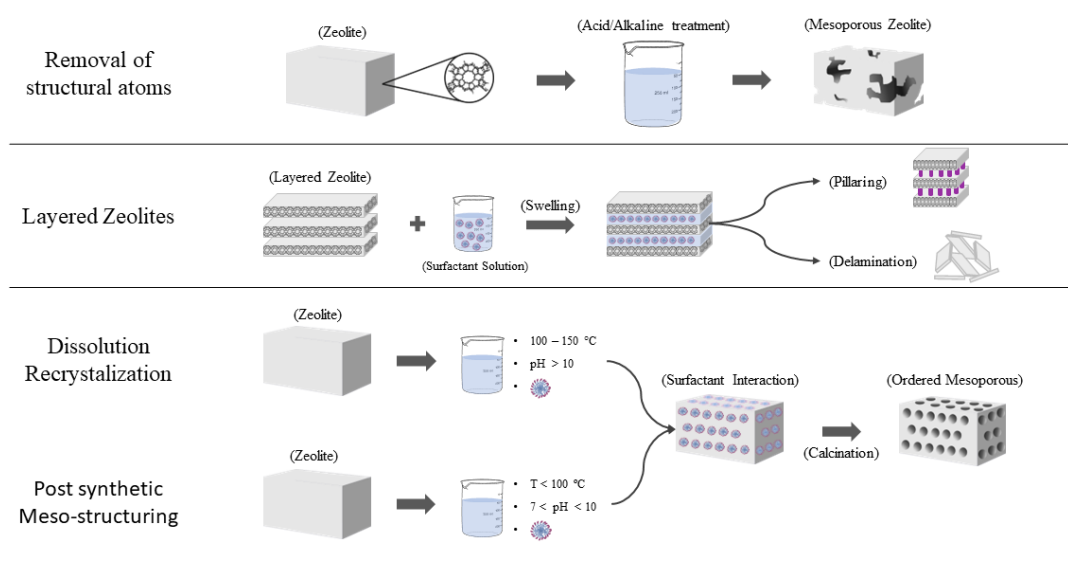 Removal of
structural atoms
(Zeolite)
(Acid/Alkaline treatment)
(Mesoporous Zeolite)
Layered Zeolites
(Layered Zeolite)
(Surfactant Solution)
(Swelling)
(Pillaring)
(Delamination)
Dissolution
Recrystalization
(Zeolite)
• 100 – 150 °C
• pH > 10
•
(Surfactant Interaction)
(Calcination)
(Ordered Mesoporous)
Post synthetic
Meso-structuring
(Zeolite)
• T < 100 °C
• 7 < pH < 10
•